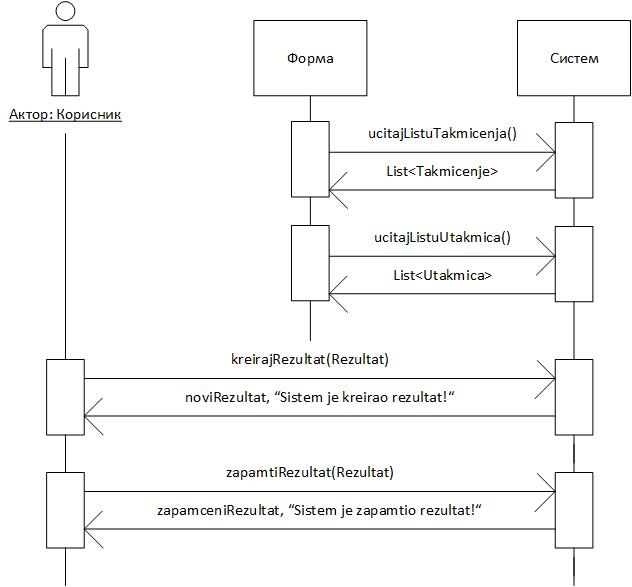 Форма
Систем
Актор: Корисник
ucitajListuTakmicenja()
List<Takmicenje>
ucitajListuUtakmica()
List<Utakmica>
kreirajRezultat(Rezultat)
noviRezultat, “Sistem je kreirao rezultat!“
zapamtiRezultat(Rezultat)
zapamceniRezultat, “Sistem je zapamtio rezultat!“